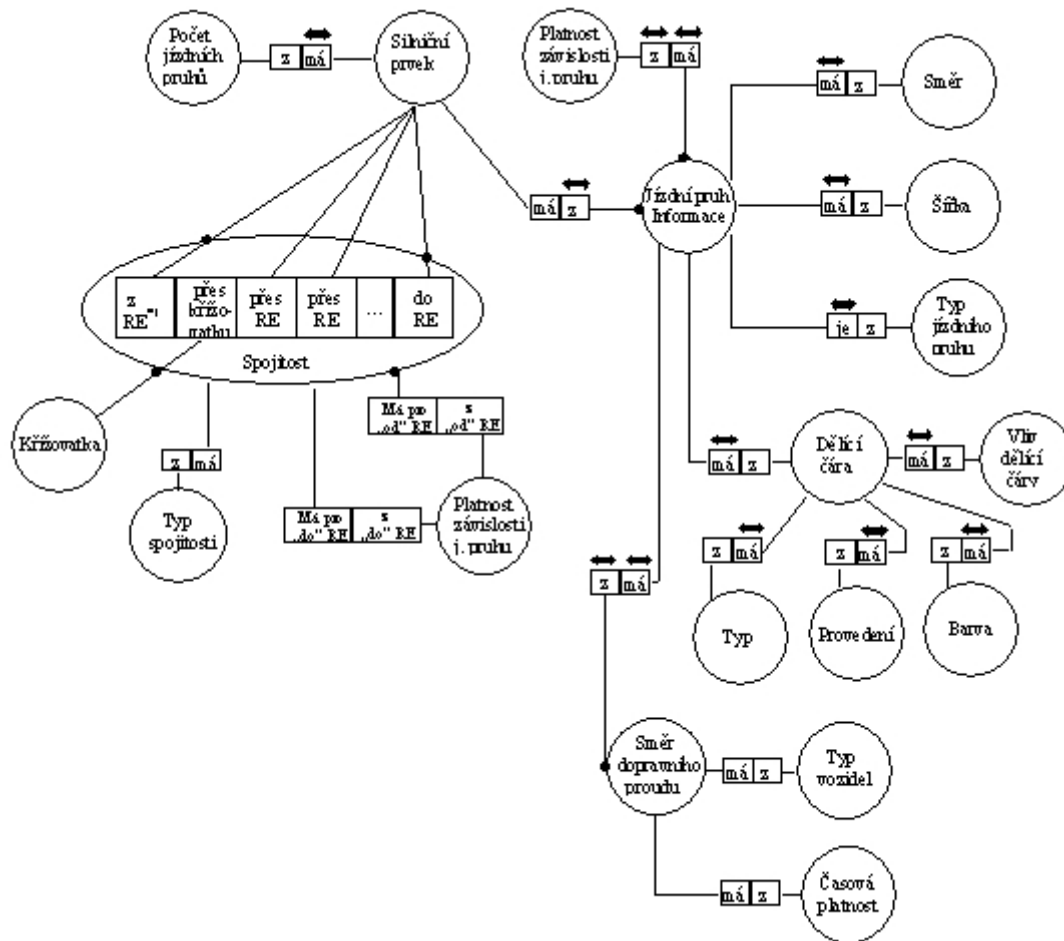 Počet
jízdních
pruhů
z má
Silniční
prvek
Platnost
závislosti
j. pruhu
z má
má z
Směr
má z
Jízdní pruh
Informace
má z
Šířka
je z
Typ
jízdního
pruhu
z
RE
přes
křižo-
vatku
přes
RE
přes
RE
...
do
RE
Spojitost
Křižovatka
z má
Typ
spojitosti
Má pro
„od" RE
z
„od" RE
Má pro
„do" RE
z
„do" RE
Platnost
závislosti
j. pruhu
má z
Dělící
čára
má z
Vliv
dělící
čáry
z má
z má
z má
Typ
Provedení
Barva
z má
Směr
dopravního
proudu
má z
Typ
vozidel
má z
Časová
platnost